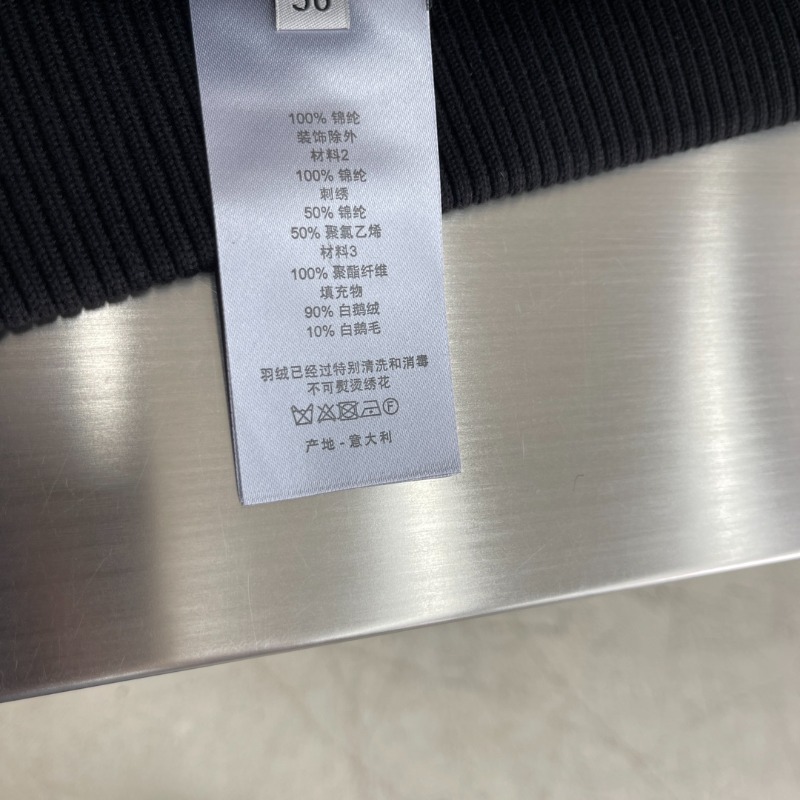 100% 锦纶
装饰除外
材料2
100% 锦纶
刺绣
50% 锦纶
50% 聚氯乙烯
材料3
100% 聚酯纤维
填充物
90% 白鹅绒
10% 白鹅毛
羽绒已经过特别清洗和消毒
不可熨烫绣花
Ⓕ
产地 - 意大利